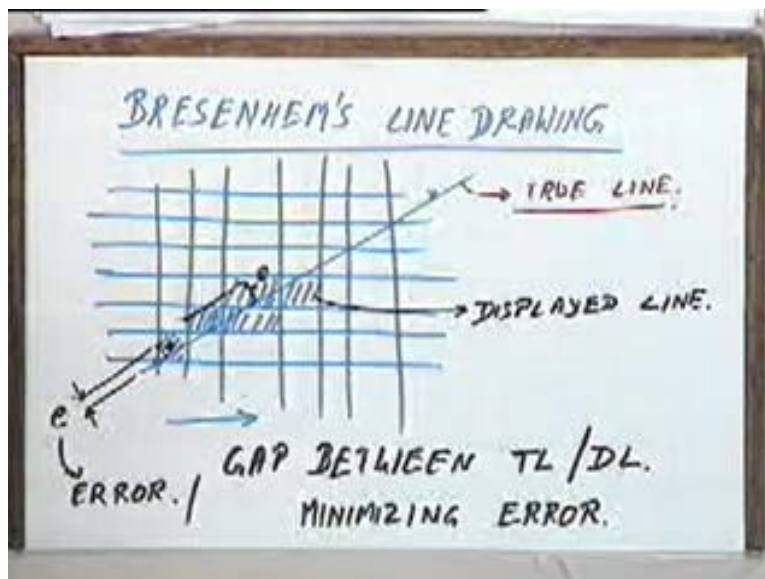 BRESENHEM'S LINE DRAWING
TRUE LINE.
DISPLAYED LINE.
e
e
ERROR./
GAP BETWEEN TL/DL.
MINIMIZING ERROR.